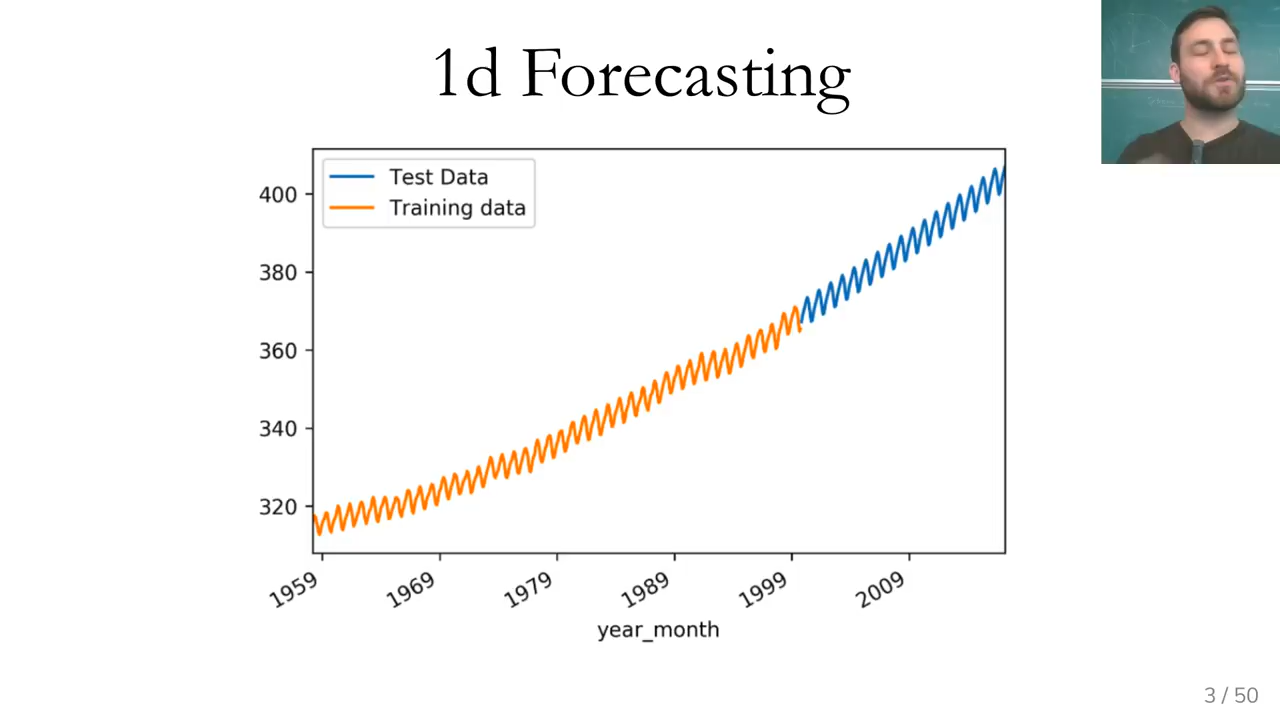 1d Forecasting
Test Data
Training data
400
380
360
340
320
1959
1969
1979
1989
1999
2009
year_month
3 / 50